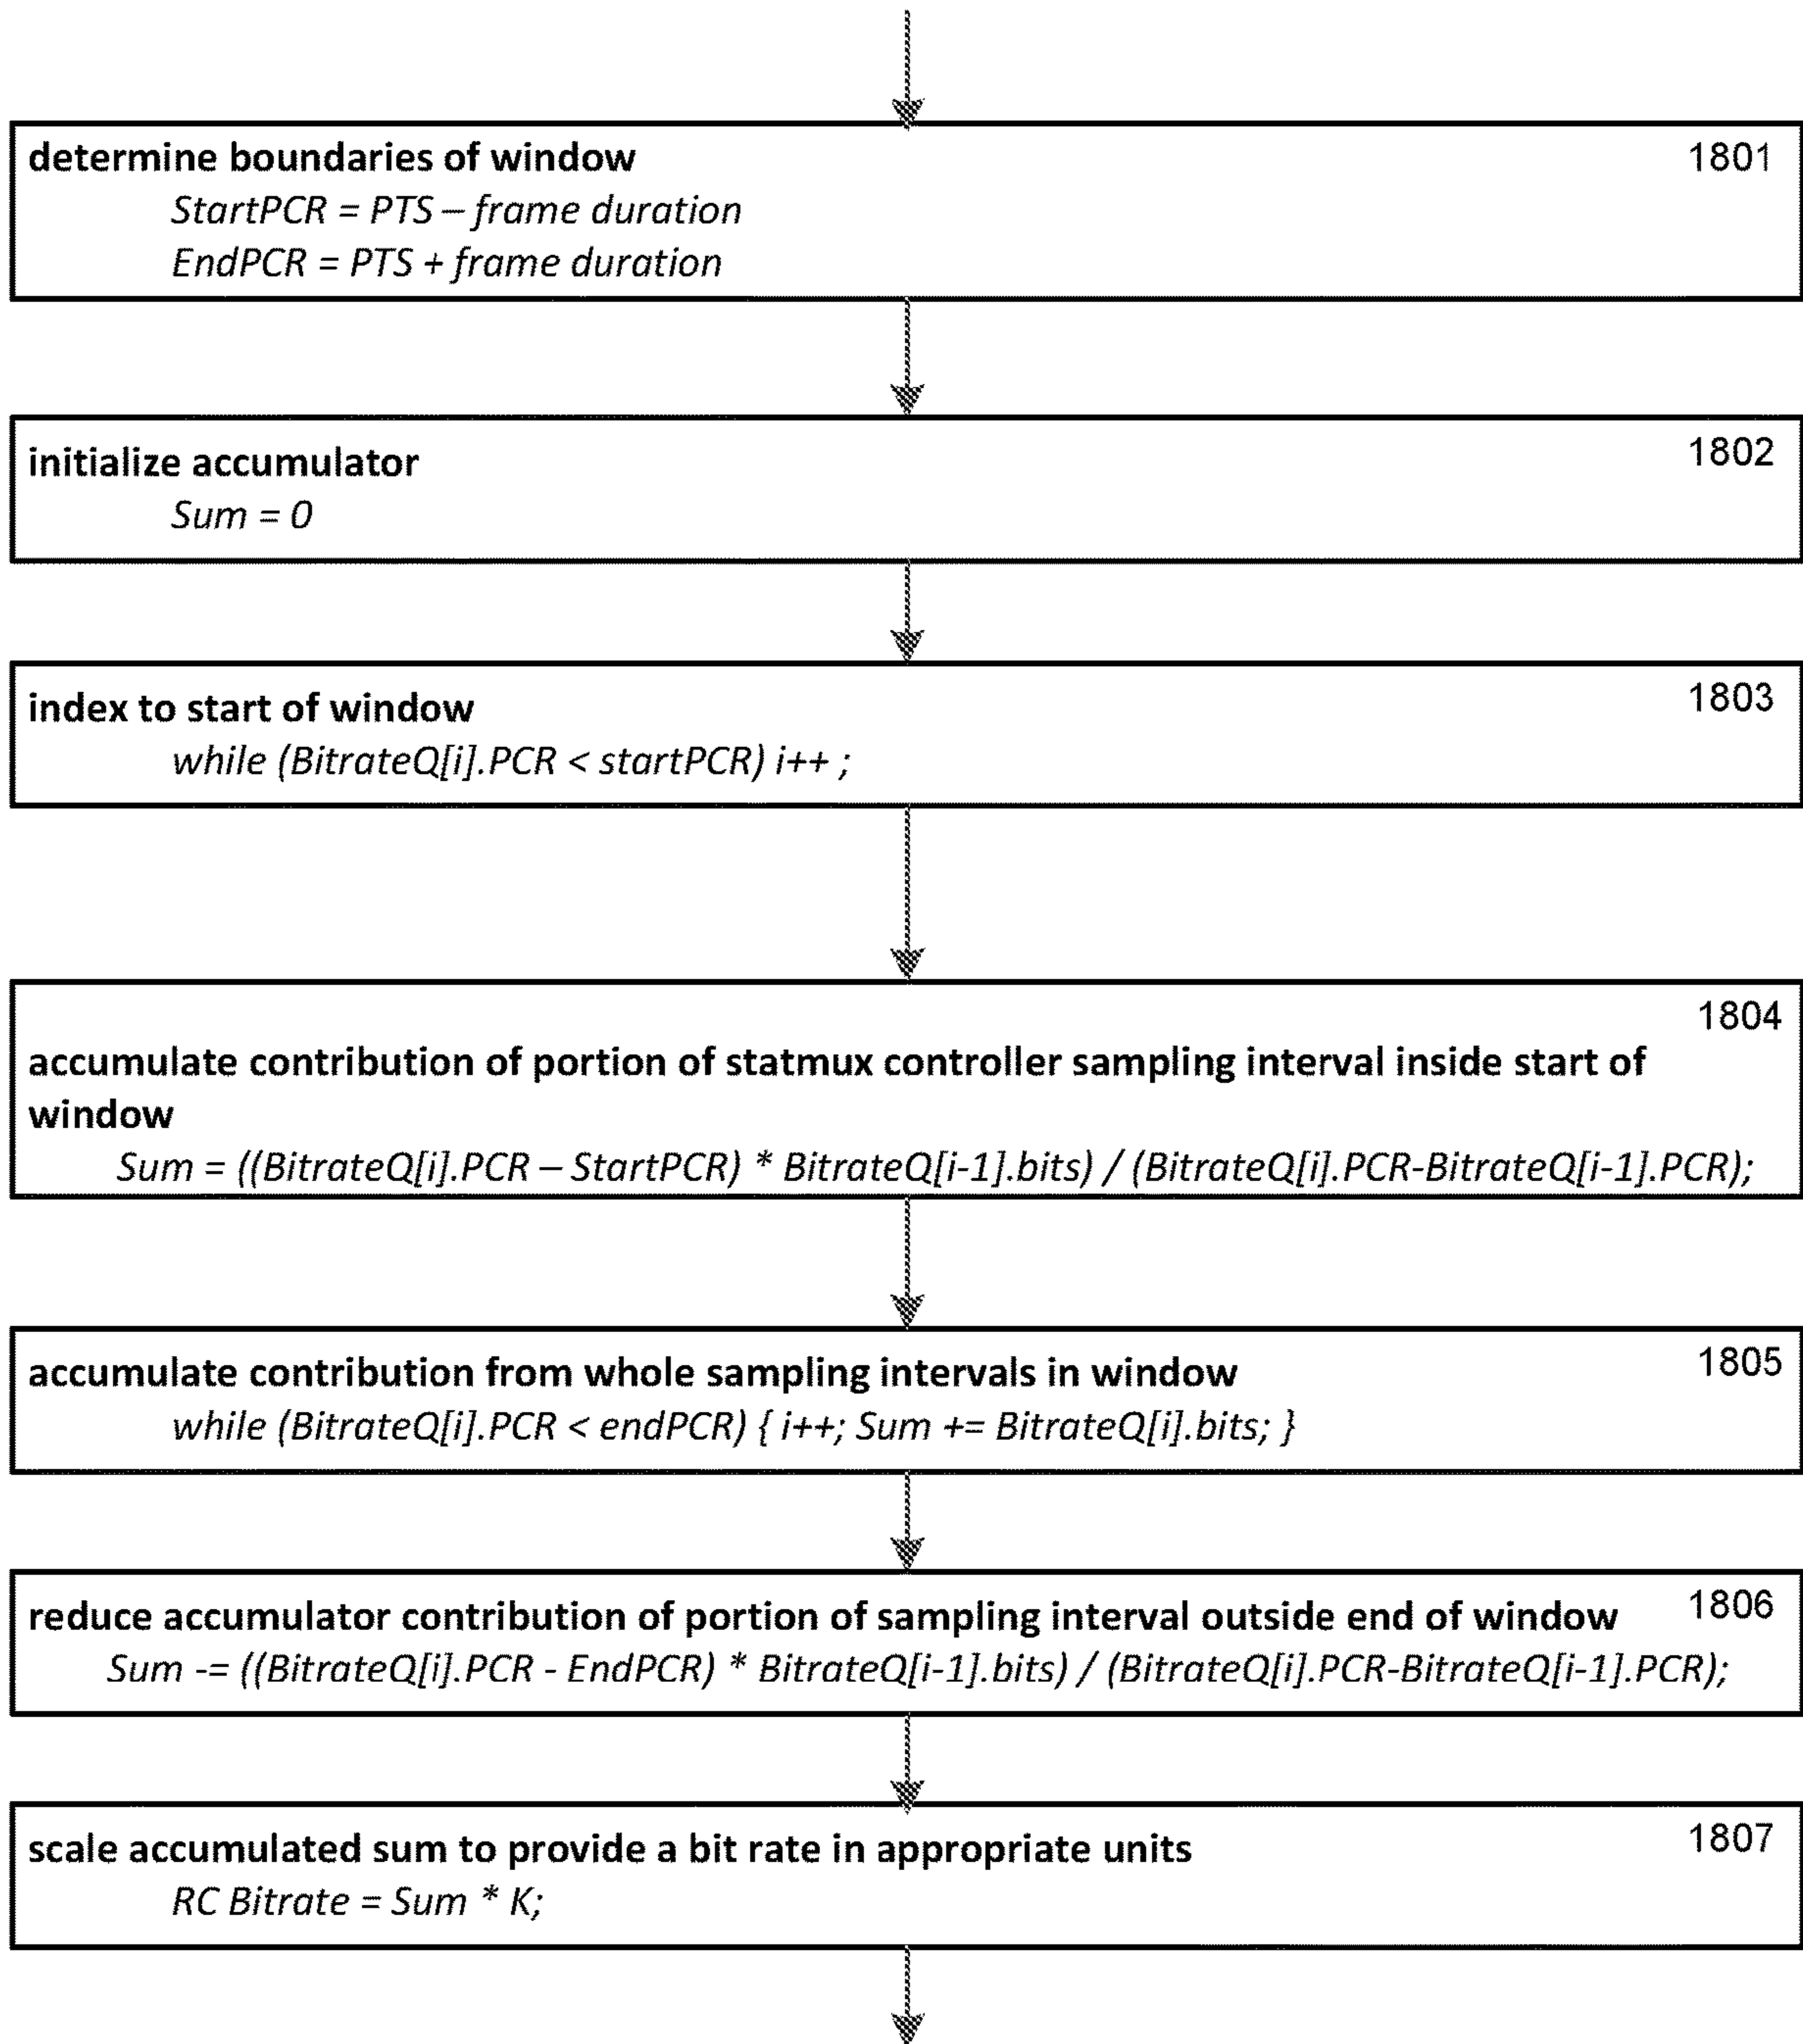 determine boundaries of window 1801
StartPCR = PTS – frame duration
EndPCR = PTS + frame duration
initialize accumulator 1802
Sum = 0
index to start of window 1803
while (BitrateQ[i].PCR < startPCR) i++ ;
1804
accumulate contribution of portion of statmux controller sampling interval inside start of
window
Sum = ((BitrateQ[i].PCR – StartPCR) * BitrateQ[i-1].bits) / (BitrateQ[i].PCR-BitrateQ[i-1].PCR);
accumulate contribution from whole sampling intervals in window 1805
while (BitrateQ[i].PCR < endPCR) { i++; Sum += BitrateQ[i].bits; }
reduce accumulator contribution of portion of sampling interval outside end of window 1806
Sum -= ((BitrateQ[i].PCR - EndPCR) * BitrateQ[i-1].bits) / (BitrateQ[i].PCR-BitrateQ[i-1].PCR);
scale accumulated sum to provide a bit rate in appropriate units 1807
RC Bitrate = Sum * K;